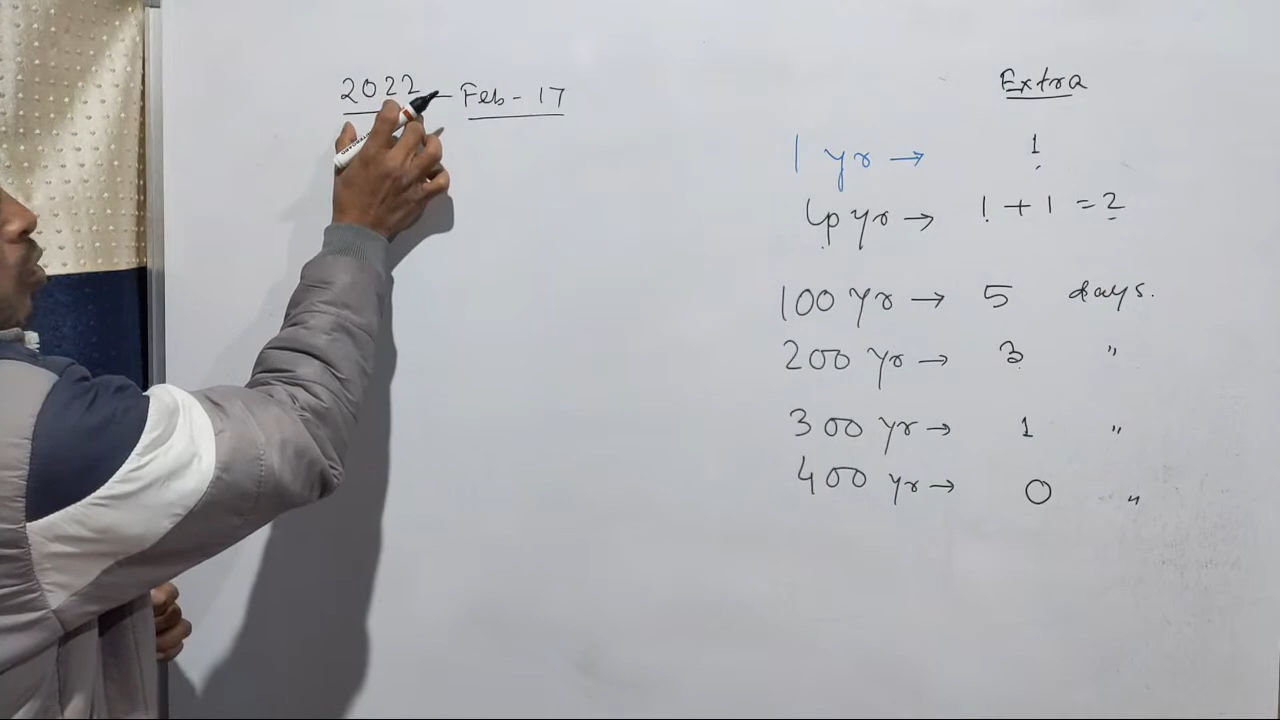 2022 - Feb - 17
Extra
1 yr → 1
Lp yr → 1 + 1 = 2
100 yr → 5 days.
200 yr → 3 "
300 yr → 1 "
400 yr → 0 "